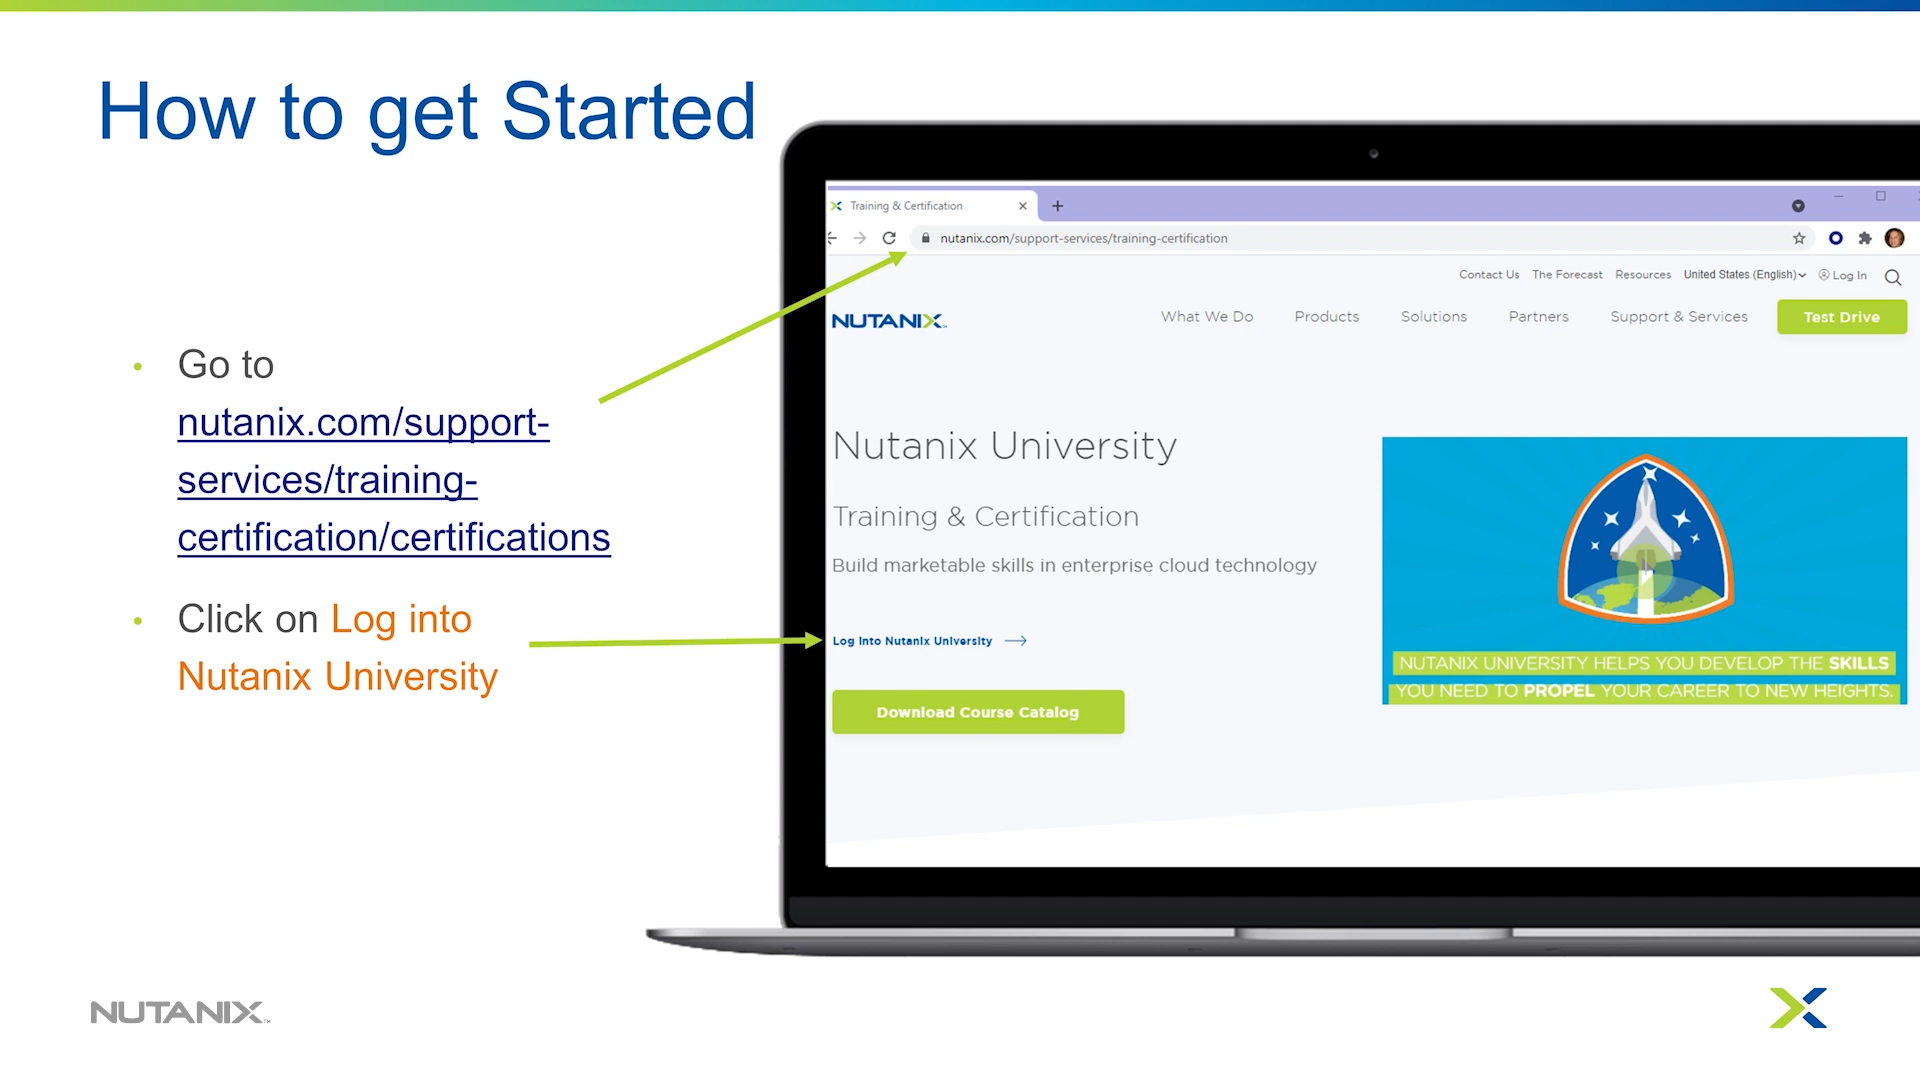 How to get Started
• Go to
nutanix.com/support-
services/training-
certification/certifications
• Click on Log into
Nutanix University
Training & Certification
nutanix.com/support-services/training-certification
Contact Us The Forecast Resources United States (English) Log In
NUTANIX™
What We Do Products Solutions Partners Support & Services Test Drive
Nutanix University
Training & Certification
Build marketable skills in enterprise cloud technology
Log Into Nutanix University
Download Course Catalog
NUTANIX UNIVERSITY HELPS YOU DEVELOP THE SKILLS
YOU NEED TO PROPEL YOUR CAREER TO NEW HEIGHTS.
NUTANIX™